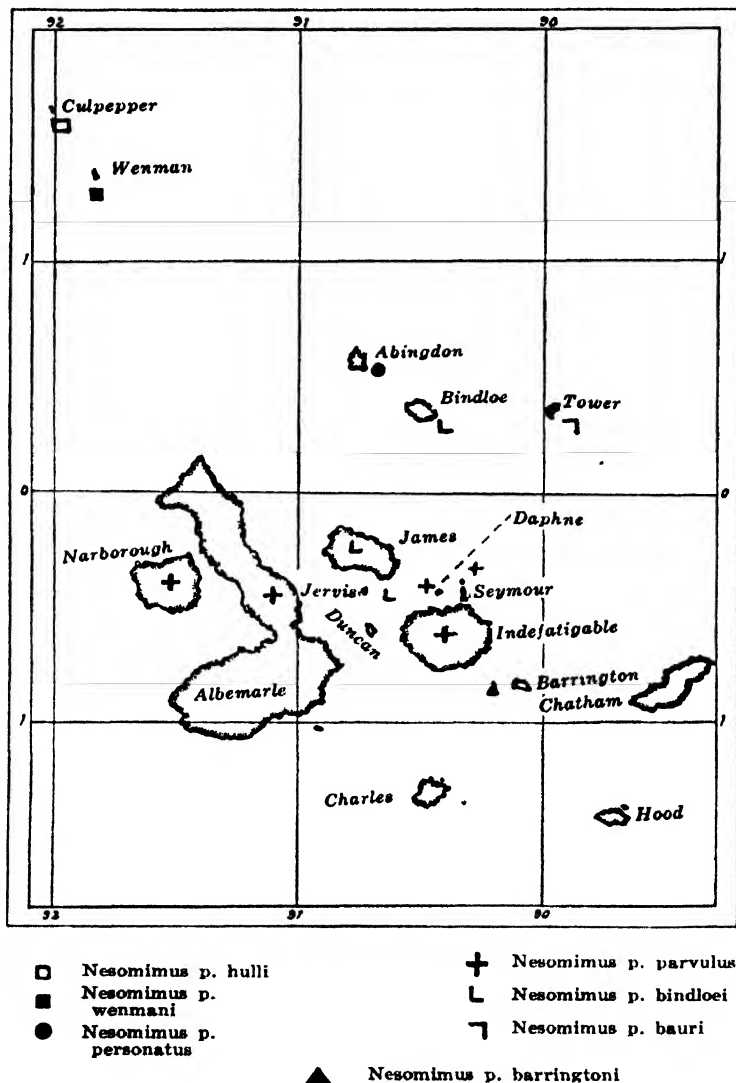 92 91 90
Culpepper
Wenman
1 1
Abingdon
Bindloe
Tower
0 0
Daphne
James
Narborough
Jervis
Seymour
Duncan
Indefatigable
Albemarle
Barrington
Chatham
1 1
Charles
Hood
92 91 90
Nesomimus p. hulli
Nesomimus p.
wenmani
Nesomimus p.
personatus
Nesomimus p. parvulus
Nesomimus p. bindloei
Nesomimus p. bauri
Nesomimus p. barringtoni